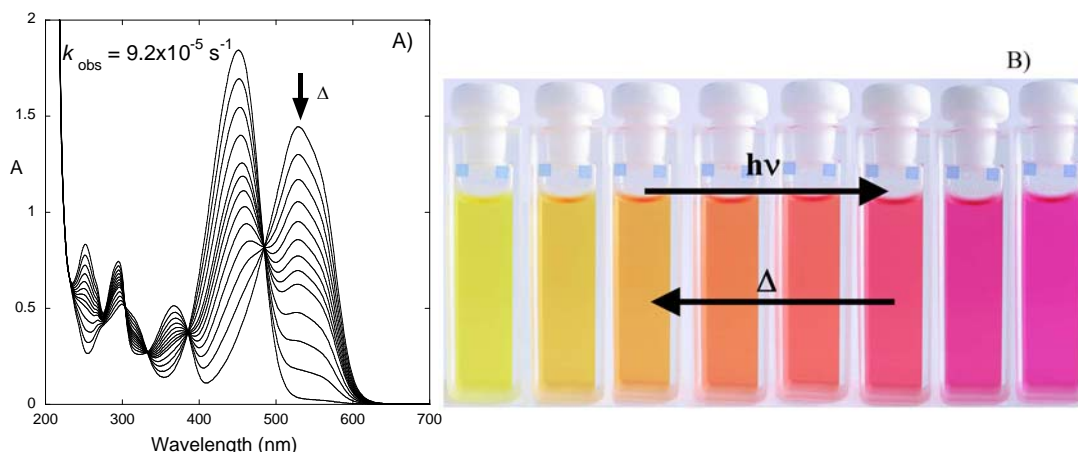 A)
k obs = 9.2x10-5 s-1
Δ
2
1.5
1
0.5
0
A
200 300 400 500 600 700
Wavelength (nm)
B)
hν
Δ